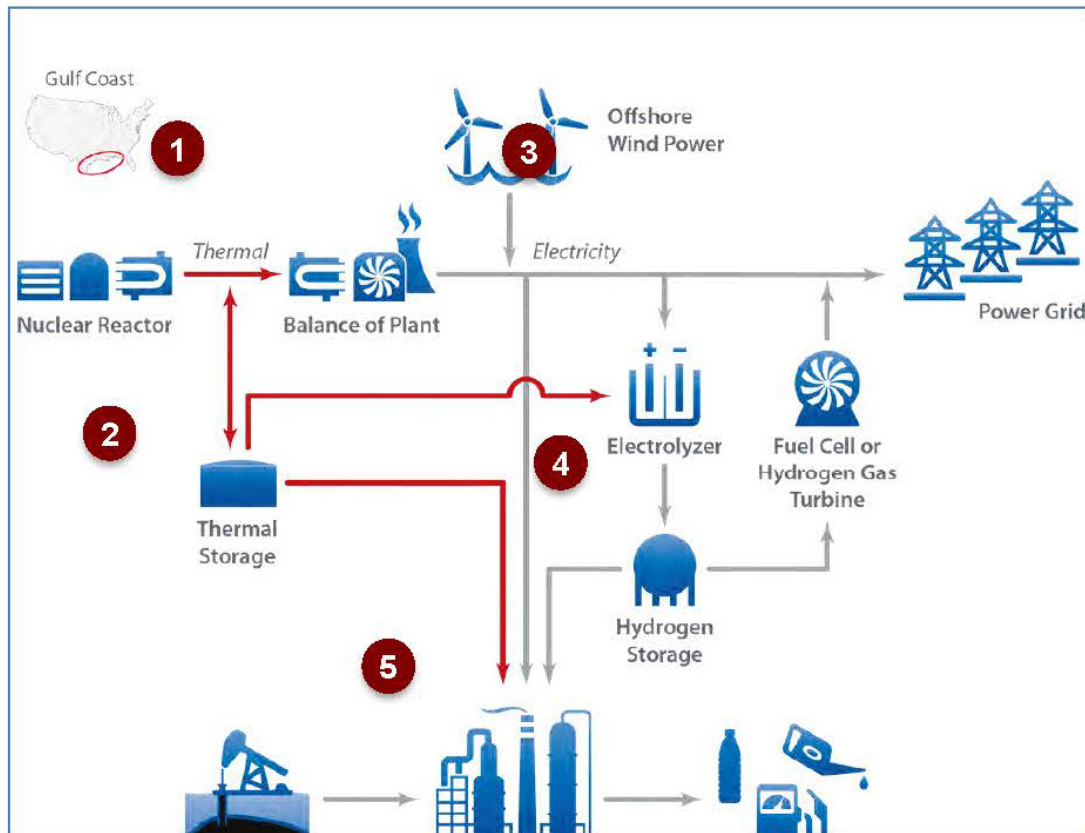 Gulf Coast
1
3
Offshore
Wind Power
Thermal
Electricity
Nuclear Reactor
Balance of Plant
Power Grid
+ –
2
4
Electrolyzer
Fuel Cell or
Hydrogen Gas
Turbine
Thermal
Storage
Hydrogen
Storage
5